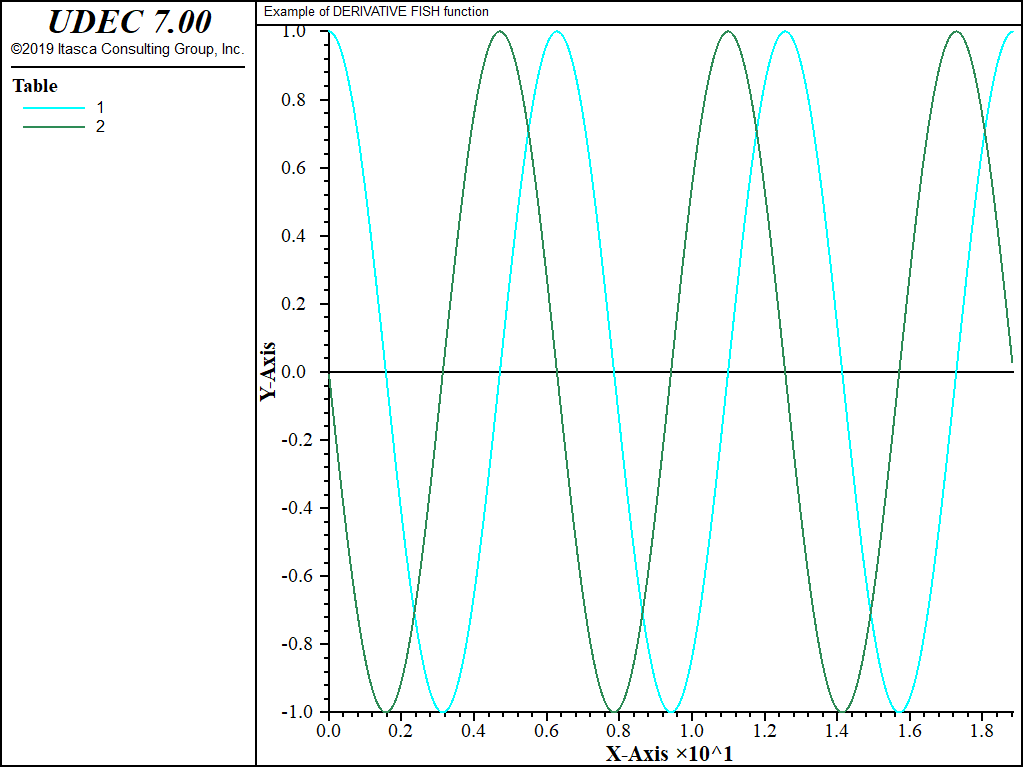 UDEC 7.00
©2019 Itasca Consulting Group, Inc.
Table
1
2
Example of DERIVATIVE FISH function
1.0
0.8
0.6
0.4
0.2
0.0
-0.2
-0.4
-0.6
-0.8
-1.0
Y-Axis
0.0 0.2 0.4 0.6 0.8 1.0 1.2 1.4 1.6 1.8
X-Axis ×10^1